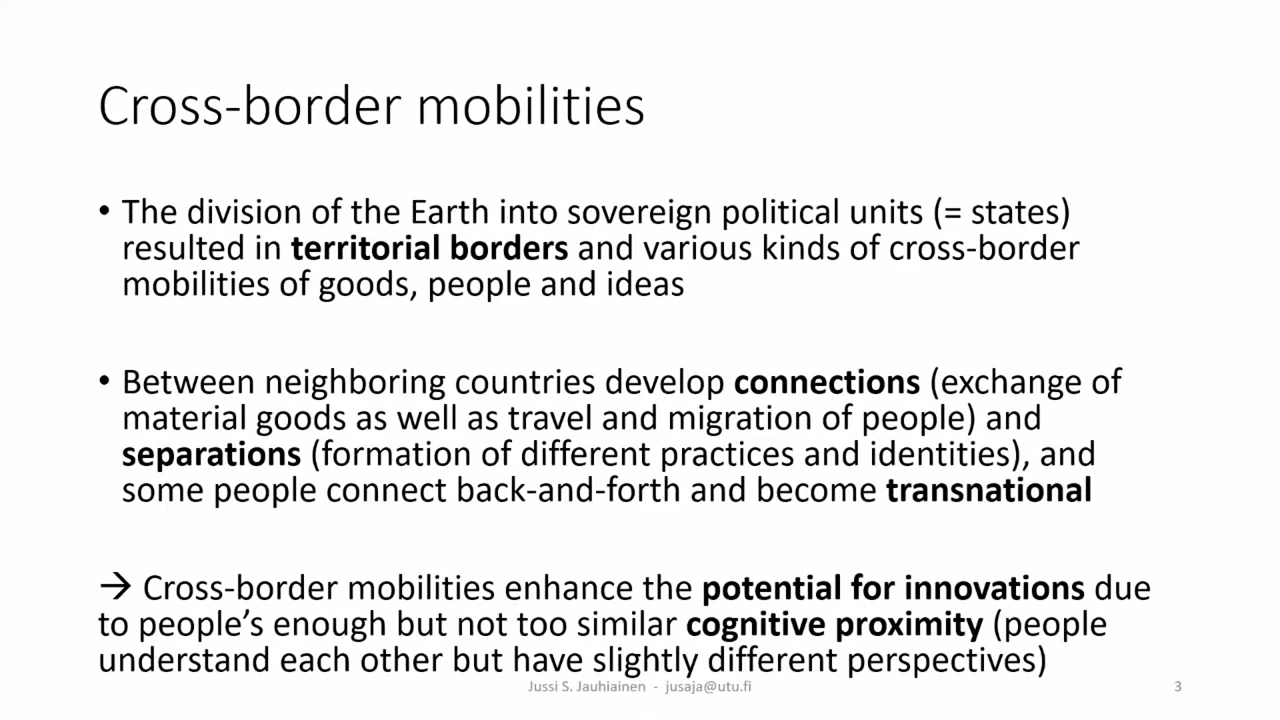 Cross-border mobilities
• The division of the Earth into sovereign political units (= states)
resulted in territorial borders and various kinds of cross-border
mobilities of goods, people and ideas
• Between neighboring countries develop connections (exchange of
material goods as well as travel and migration of people) and
separations (formation of different practices and identities), and
some people connect back-and-forth and become transnational
→ Cross-border mobilities enhance the potential for innovations due
to people’s enough but not too similar cognitive proximity (people
understand each other but have slightly different perspectives)
Jussi S. Jauhiainen - jusaja@utu.fi
3